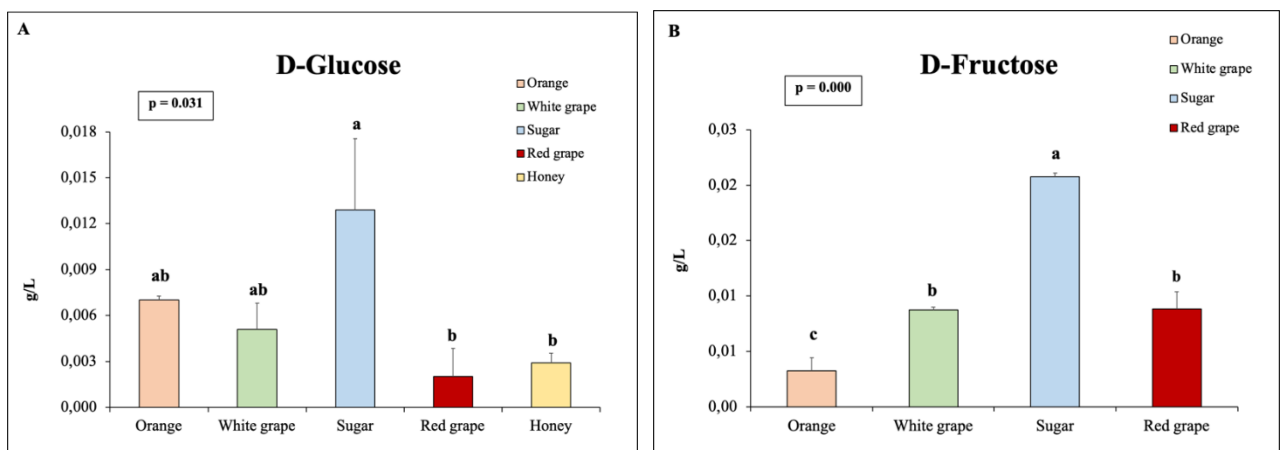 A
D-Glucose
p = 0.031
Orange
White grape
Sugar
Red grape
Honey
g/L
0,018
0,015
0,012
0,009
0,006
0,003
0,000
ab
ab
a
b
b
Orange White grape Sugar Red grape Honey
B
D-Fructose
p = 0.000
Orange
White grape
Sugar
Red grape
g/L
0,03
0,02
0,02
0,01
0,01
0,00
c
b
a
b
Orange White grape Sugar Red grape